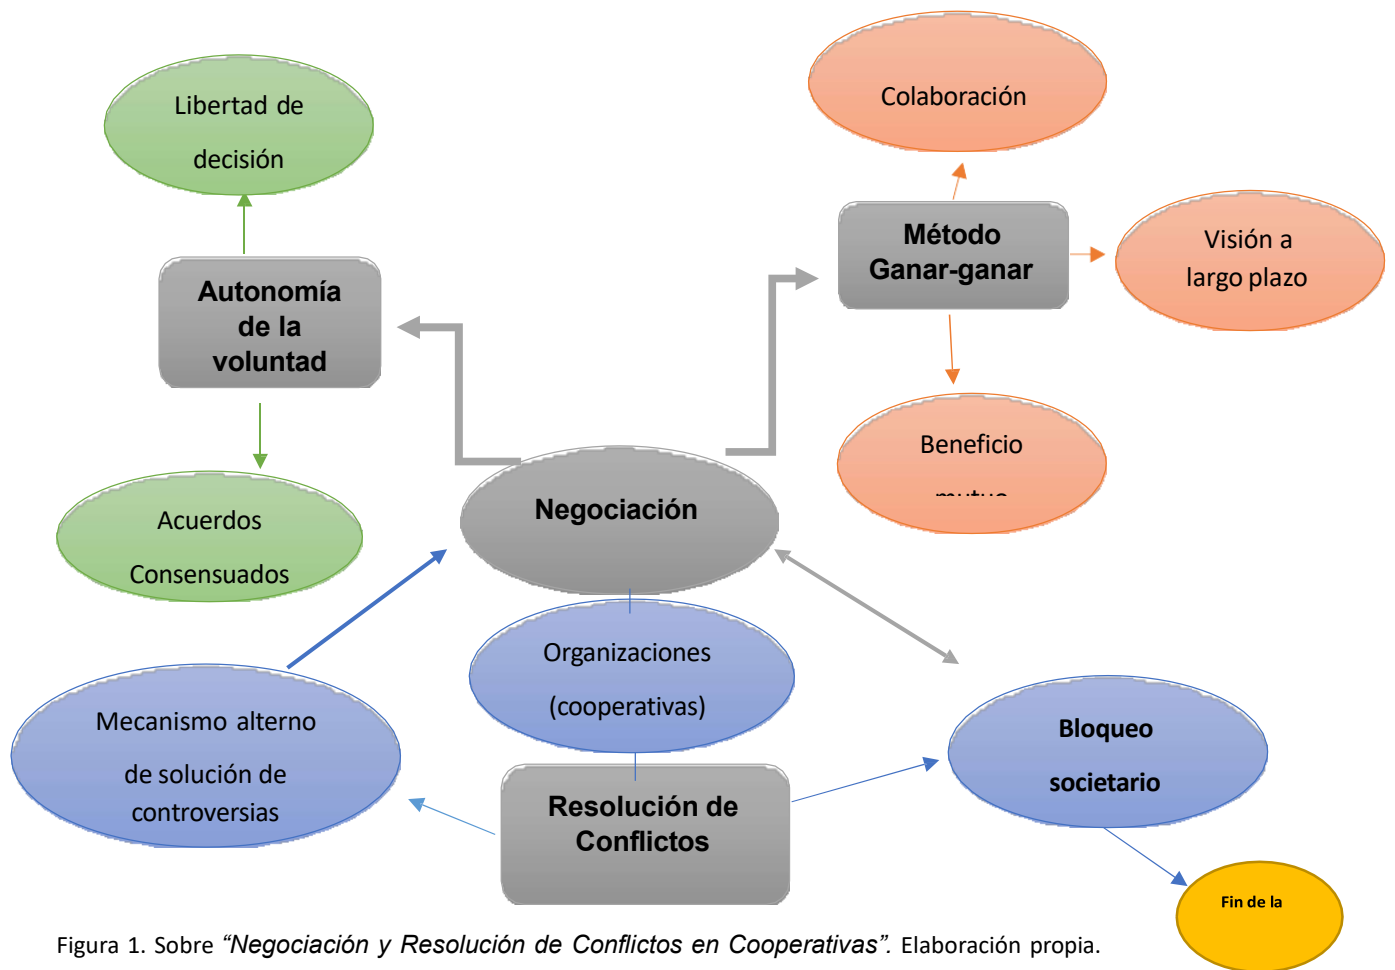 Libertad de
decisión
Colaboración
Método
Ganar-ganar
Visión a
largo plazo
Autonomía
de la
voluntad
Beneficio
Acuerdos
Consensuados
Negociación
Organizaciones
(cooperativas)
Mecanismo alterno
de solución de
controversias
Bloqueo
societario
Resolución de
Conflictos
Fin de la
Figura 1. Sobre “Negociación y Resolución de Conflictos en Cooperativas”. Elaboración propia.